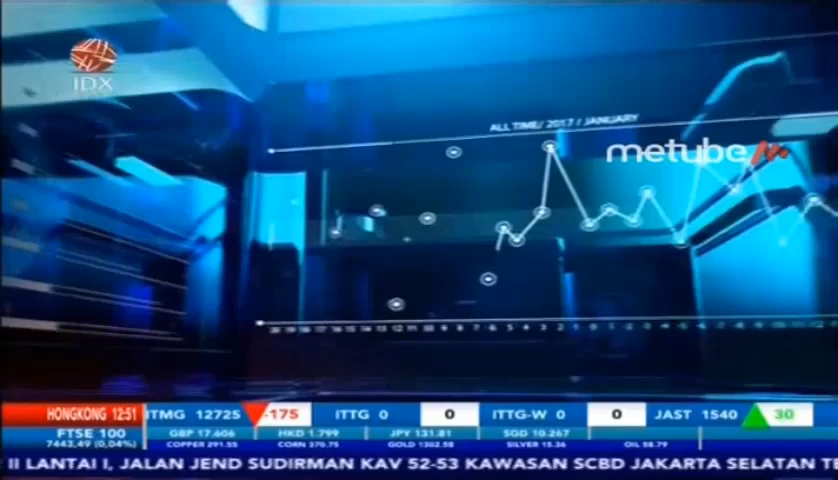 IDX
ALL TIME/ 2017 / JANUARY
metube
HONGKONG 12:51 ITMG 12725 -175 ITTG 0 0 ITTG-W 0 0 JAST 1540 30
FTSE 100 GBP 17.606 HKD 1.799 JPY 131.81 SGD 10.267
7443,49 (0,04%) COPPER 291.55 CORN 370.75 GOLD 1302.58 SILVER 15.36 OIL 58.79
II LANTAI I, JALAN JEND SUDIRMAN KAV 52-53 KAWASAN SCBD JAKARTA SELATAN TE